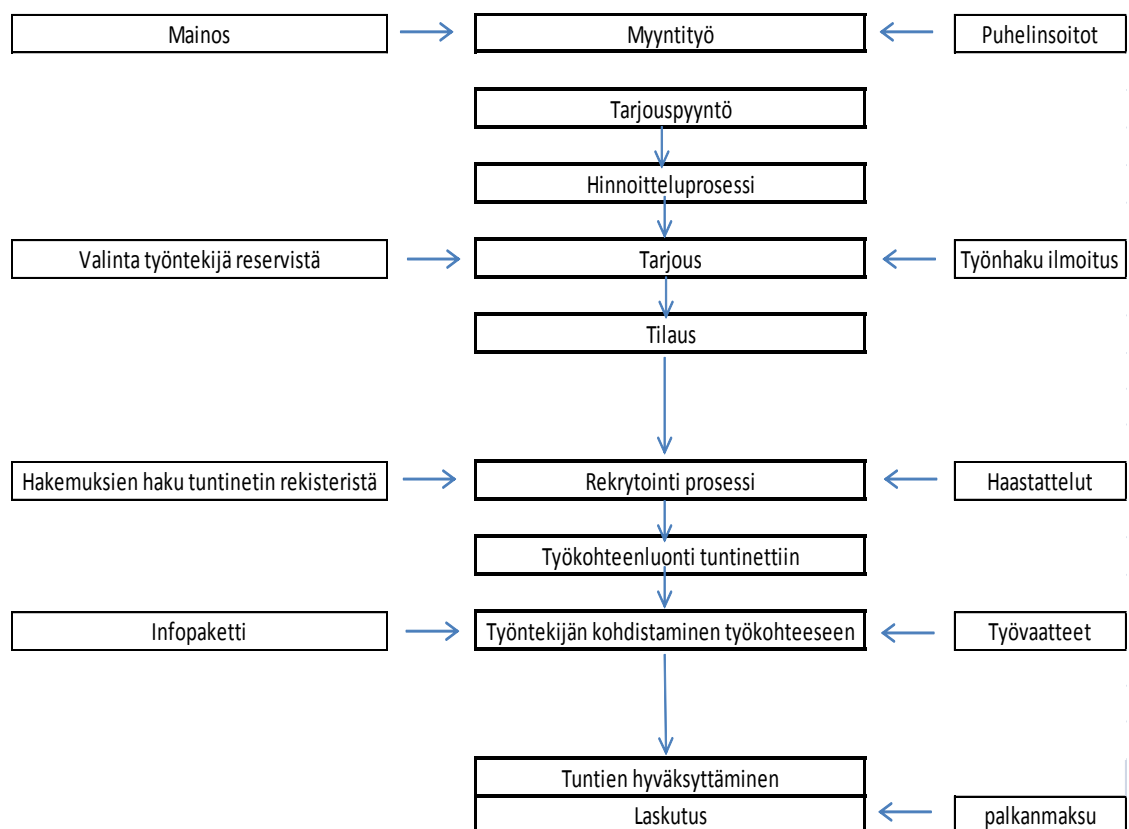 Mainos
Myyntityö
Puhelinsoitot
Tarjouspyyntö
Hinnoitteluprosessi
Valinta työntekijä reservistä
Tarjous
Työnhaku ilmoitus
Tilaus
Hakemuksien haku tuntinetin rekisteristä
Rekrytointi prosessi
Haastattelut
Työkohteenluonti tuntinettiin
Infopaketti
Työntekijän kohdistaminen työkohteeseen
Työvaatteet
Tuntien hyväksyttäminen
Laskutus
palkanmaksu